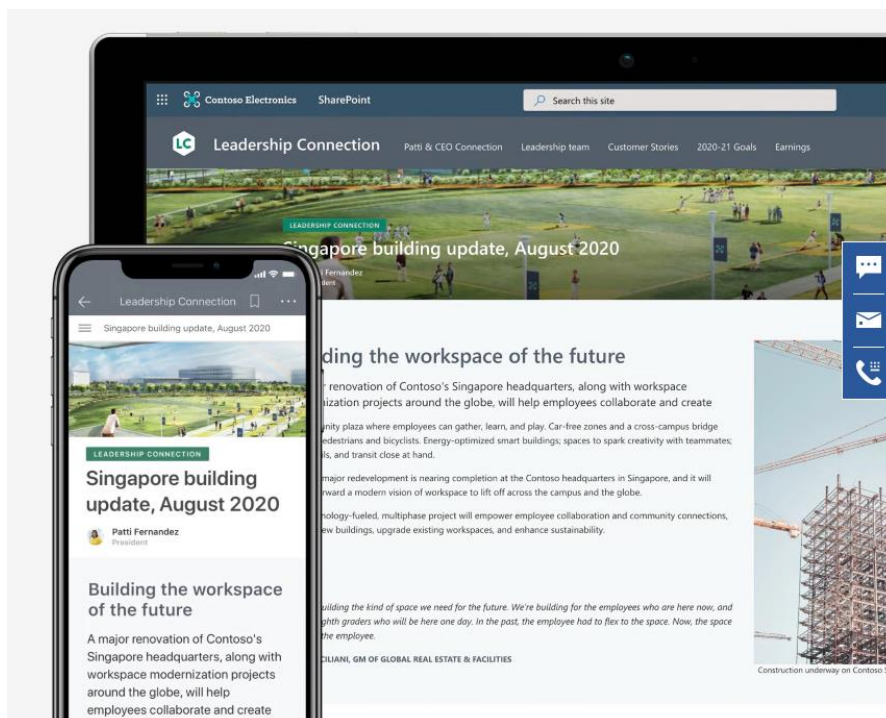 Contoso Electronics SharePoint Search this site
LC Leadership Connection Patti & CEO Connection Leadership team Customer Stories 2020-21 Goals Earnings
LEADERSHIP CONNECTION
Singapore building update, August 2020
Fernandez
ding the workspace of the future
renovation of Contoso's Singapore headquarters, along with workspace
ization projects around the globe, will help employees collaborate and create
unity plaza where employees can gather, learn, and play. Car-free zones and a cross-campus bridge
edestrians and bicyclists. Energy-optimized smart buildings; spaces to spark creativity with teammates;
ils, and transit close at hand.
major redevelopment is nearing completion at the Contoso headquarters in Singapore, and it will
rward a modern vision of workspace to lift off across the campus and the globe.
nology-fueled, multiphase project will empower employee collaboration and community connections,
ew buildings, upgrade existing workspaces, and enhance sustainability.
uilding the kind of space we need for the future. We're building for the employees who are here now, and
ghth graders who will be here one day. In the past, the employee had to flex to the space. Now, the space
the employee.
CILIANI, GM OF GLOBAL REAL ESTATE & FACILITIES
Construction underway on Contoso S
Leadership Connection
Singapore building update, August 2020
LEADERSHIP CONNECTION
Singapore building
update, August 2020
Patti Fernandez
President
Building the workspace
of the future
A major renovation of Contoso's
Singapore headquarters, along with
workspace modernization projects
around the globe, will help
employees collaborate and create